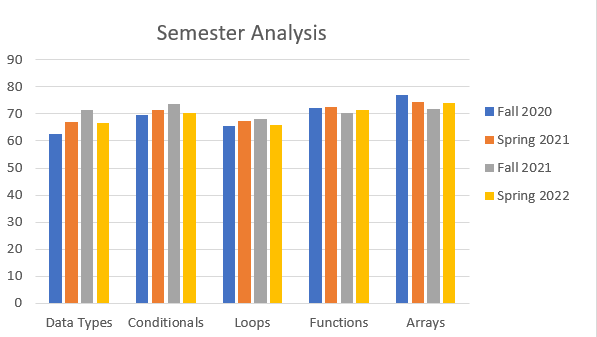 Semester Analysis
90
80
70
60
50
40
30
20
10
0
Data Types
Conditionals
Loops
Functions
Arrays
Fall 2020
Spring 2021
Fall 2021
Spring 2022